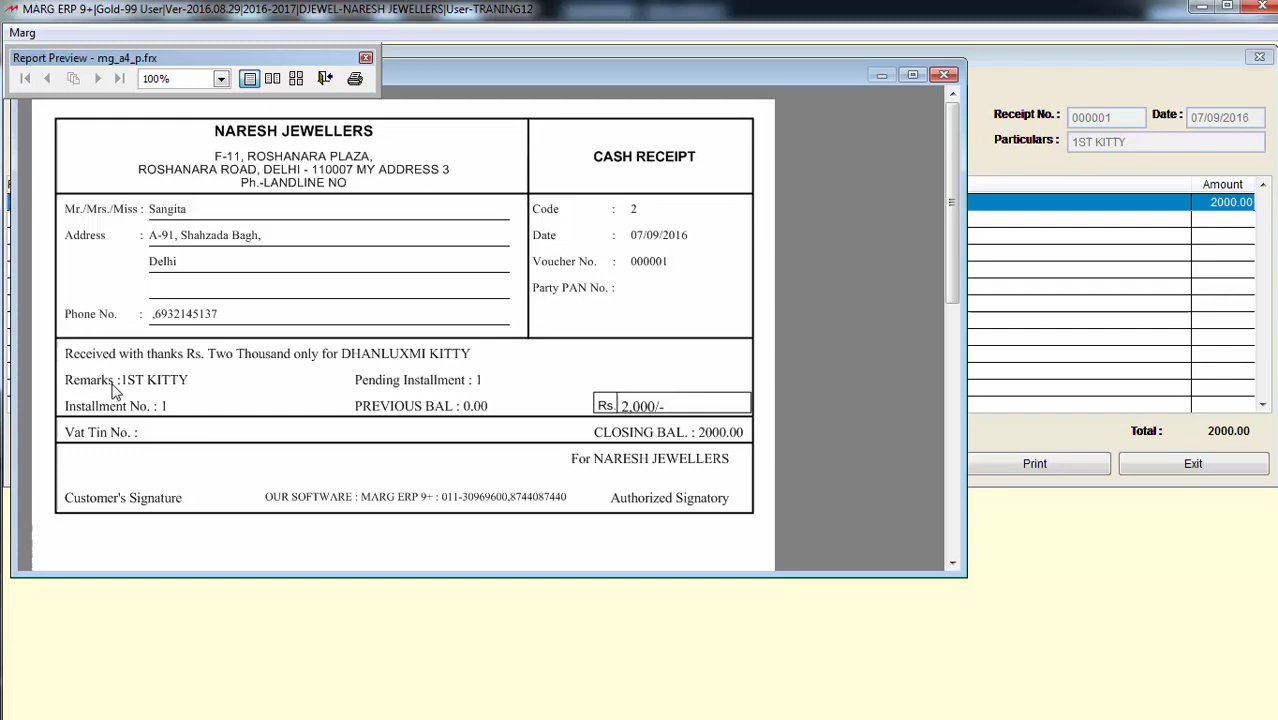 MARG ERP 9+|Gold-99 User|Ver-2016.08.29|2016-2017|DJEWEL-NARESH JEWELLERS|User-TRANING12
Marg
Report Preview - mg_a4_p.frx
100%
Receipt No. : 000001 Date : 07/09/2016
Particulars : 1ST KITTY
Amount
2000.00
Total : 2000.00
Print Exit
NARESH JEWELLERS
F-11, ROSHANARA PLAZA,
ROSHANARA ROAD, DELHI - 110007 MY ADDRESS 3
Ph.-LANDLINE NO
CASH RECEIPT
Mr./Mrs./Miss : Sangita
Address : A-91, Shahzada Bagh,
Delhi
Phone No. : ,6932145137
Code : 2
Date : 07/09/2016
Voucher No. : 000001
Party PAN No. :
Received with thanks Rs. Two Thousand only for DHANLUXMI KITTY
Remarks :1ST KITTY Pending Installment : 1
Installment No. : 1 PREVIOUS BAL : 0.00 Rs. 2,000/-
Vat Tin No. : CLOSING BAL. : 2000.00
For NARESH JEWELLERS
Customer's Signature OUR SOFTWARE : MARG ERP 9+ : 011-30969600,8744087440 Authorized Signatory